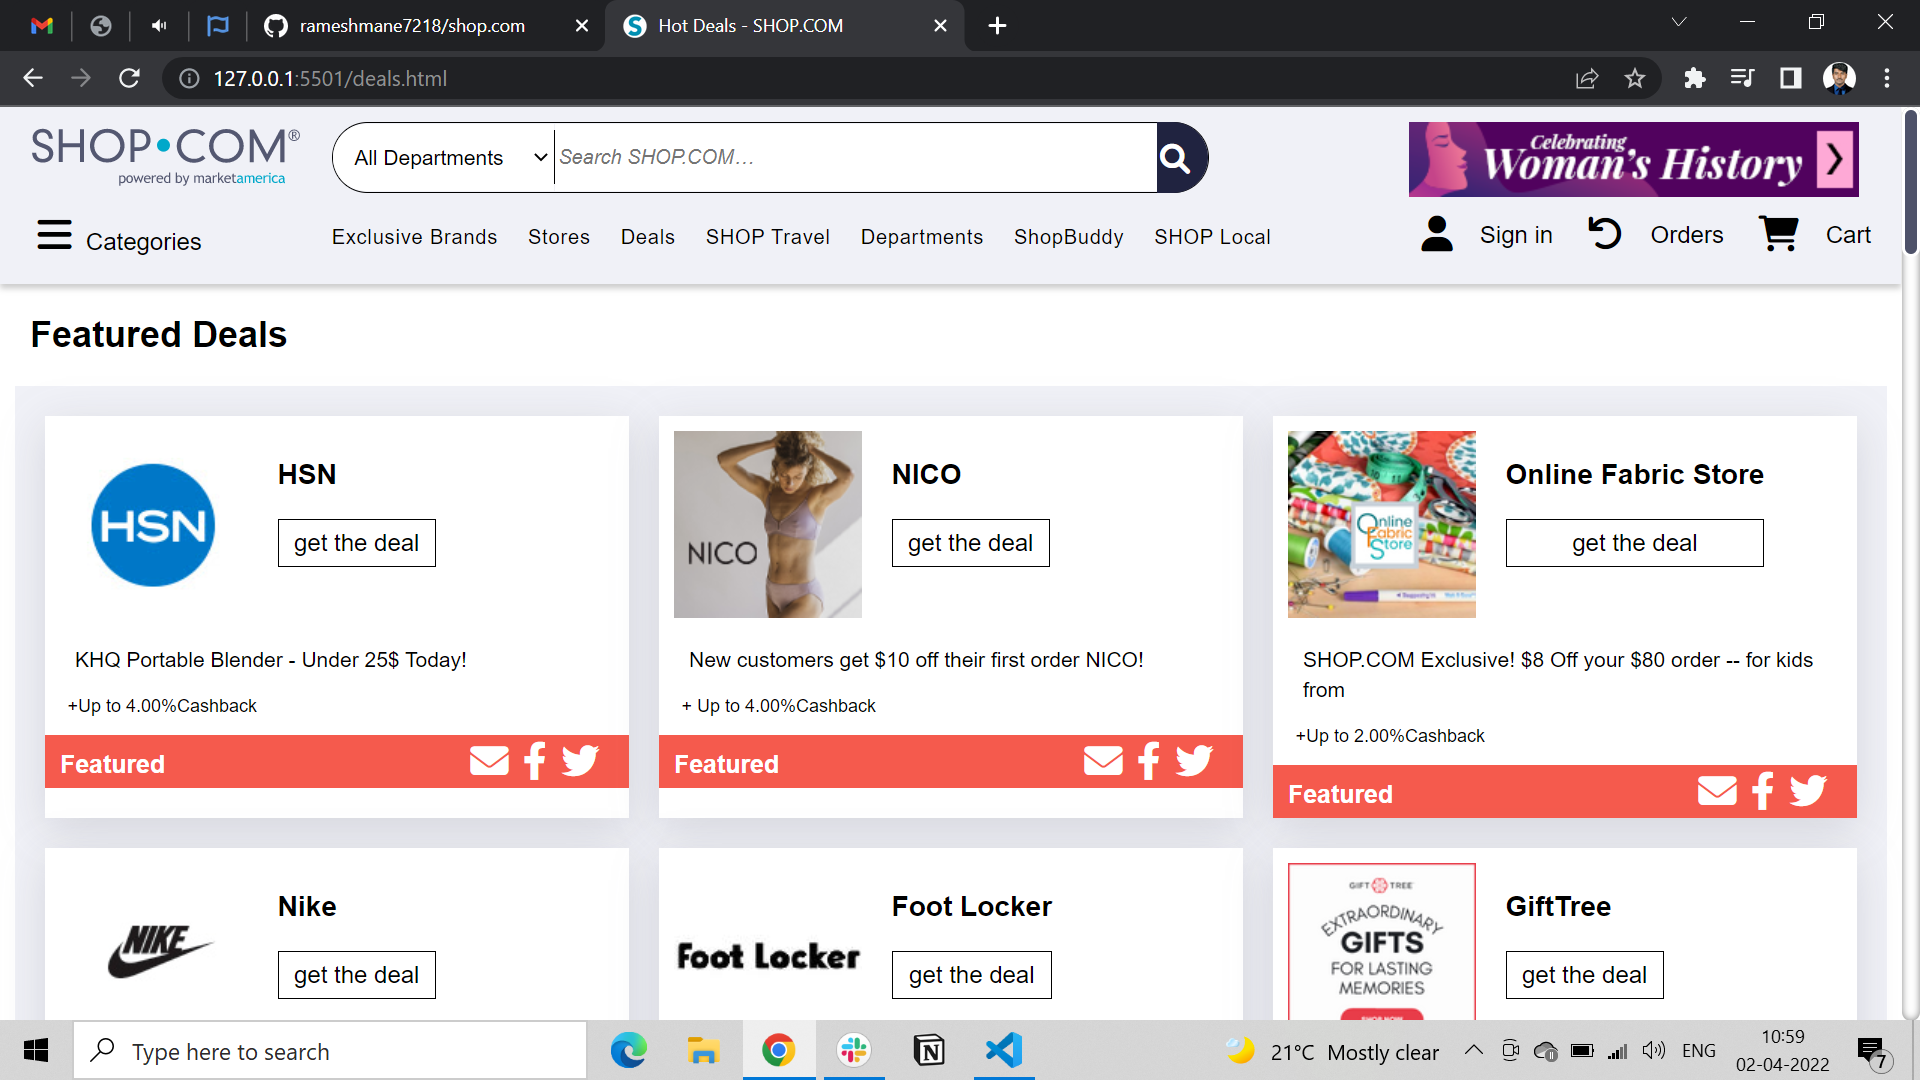 rameshmane7218/shop.com
Hot Deals - SHOP.COM
127.0.0.1:5501/deals.html
SHOP•COM®
powered by marketamerica
All Departments
Search SHOP.COM...
Celebrating
Woman's History
Categories
Exclusive Brands
Stores
Deals
SHOP Travel
Departments
ShopBuddy
SHOP Local
Sign in
Orders
Cart
Featured Deals
HSN
HSN
get the deal
KHQ Portable Blender - Under 25$ Today!
+Up to 4.00%Cashback
Featured
NICO
NICO
get the deal
New customers get $10 off their first order NICO!
+ Up to 4.00%Cashback
Featured
Online
Fabric
Store
Online Fabric Store
get the deal
SHOP.COM Exclusive! $8 Off your $80 order -- for kids
from
+Up to 2.00%Cashback
Featured
NIKE
Nike
get the deal
Foot Locker
Foot Locker
get the deal
GIFT TREE
EXTRAORDINARY
GIFTS
FOR LASTING
MEMORIES
SHOP NOW
GiftTree
get the deal
Type here to search
21°C Mostly clear
ENG
10:59
02-04-2022
7